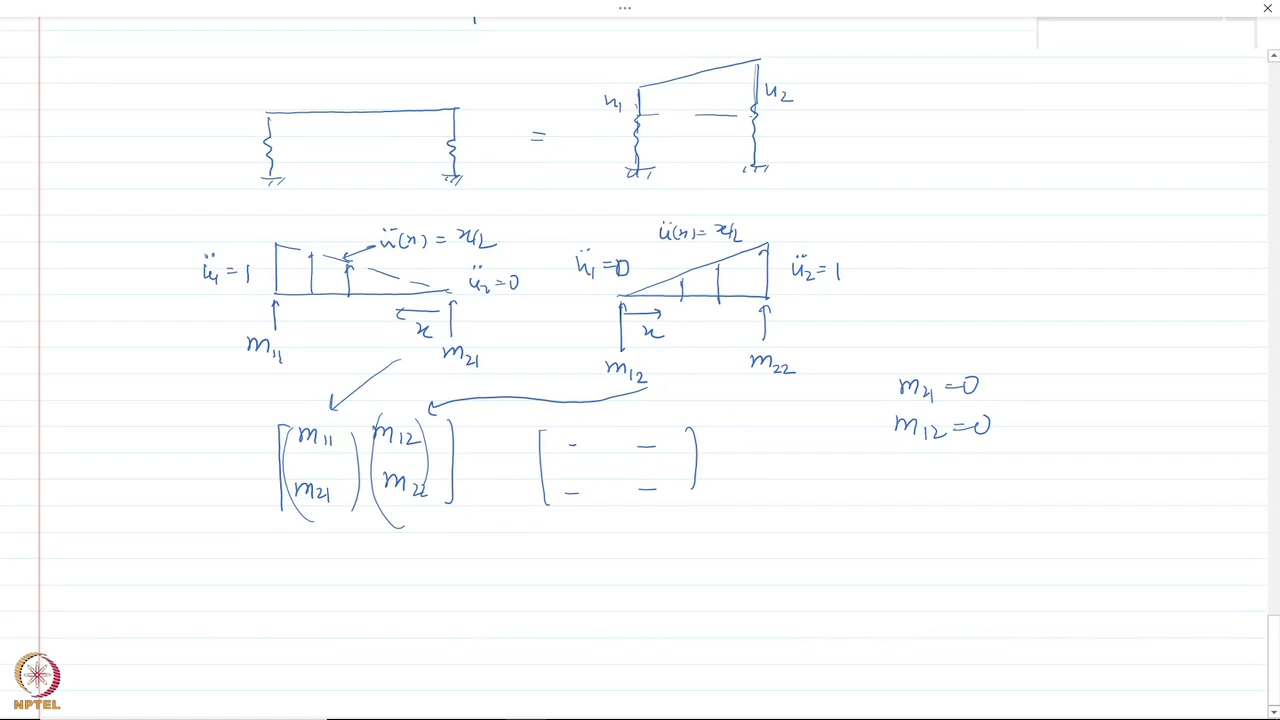 u₁ u₂
=
ü(x) = x/L
ü₁ = 1 ü₂ = 0
x
m₁₁ m₂₁
ü(x) = x/L
ü₁ = 0 ü₂ = 1
x
m₁₂ m₂₂
m₂₁ = 0
m₁₂ = 0
[(m₁₁ (m₁₂
m₂₁) m₂₂)] [ - - - - ]
NPTEL